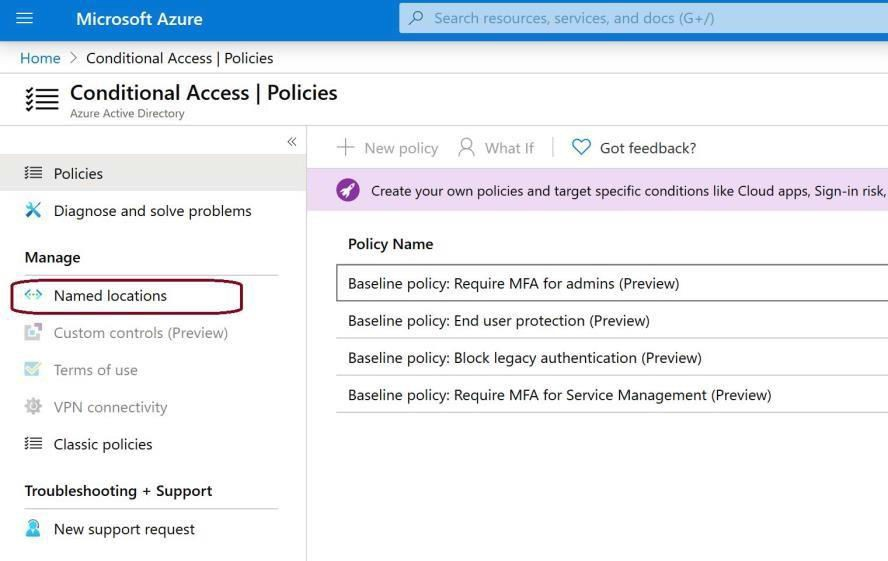 Microsoft Azure
Search resources, services, and docs (G+/)
Home > Conditional Access | Policies
Conditional Access | Policies
Azure Active Directory
«
Policies
Diagnose and solve problems
Manage
Named locations
Custom controls (Preview)
Terms of use
VPN connectivity
Classic policies
Troubleshooting + Support
New support request
New policy
What If
Got feedback?
Create your own policies and target specific conditions like Cloud apps, Sign-in risk,
Policy Name
Baseline policy: Require MFA for admins (Preview)
Baseline policy: End user protection (Preview)
Baseline policy: Block legacy authentication (Preview)
Baseline policy: Require MFA for Service Management (Preview)